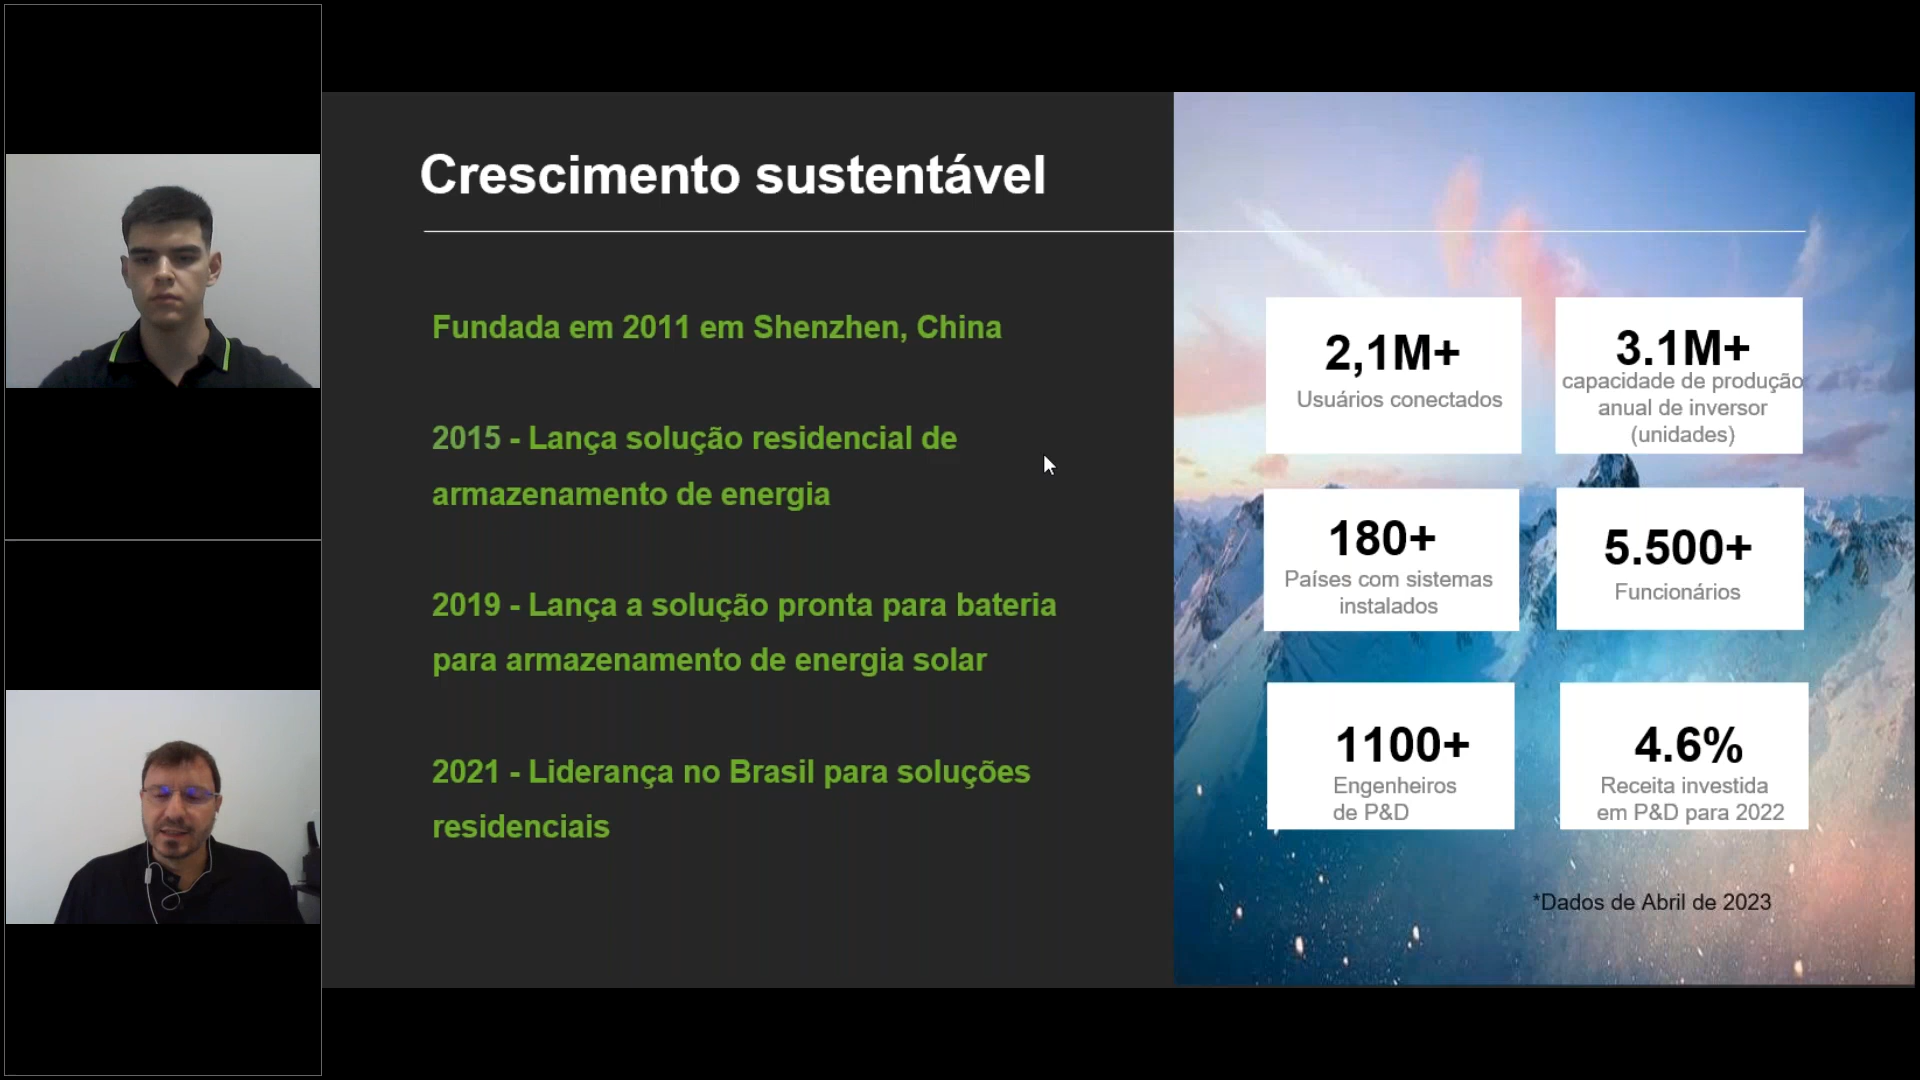 Crescimento sustentável
Fundada em 2011 em Shenzhen, China
2015 - Lança solução residencial de
armazenamento de energia
2019 - Lança a solução pronta para bateria
para armazenamento de energia solar
2021 - Liderança no Brasil para soluções
residenciais
2,1M+
Usuários conectados
3.1M+
capacidade de produção
anual de inversor
(unidades)
180+
Países com sistemas
instalados
5.500+
Funcionários
1100+
Engenheiros
de P&D
4.6%
Receita investida
em P&D para 2022
*Dados de Abril de 2023